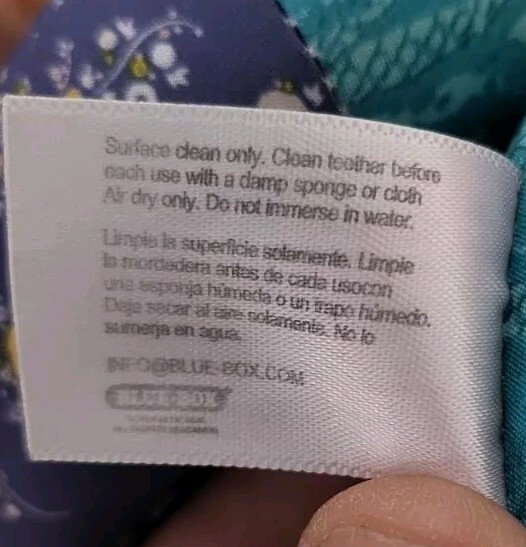 Surface clean only. Clean teether before
each use with a damp sponge or cloth
Air dry only. Do not immerse in water.
Limpie la superficie solamente. Limpie
la mordedera antes de cada usocon
una esponja húmeda o un trapo húmedo.
Deje secar al aire solamente. No lo
sumerja en agua.
INFO@BLUE-BOX.COM
BLUE-BOX